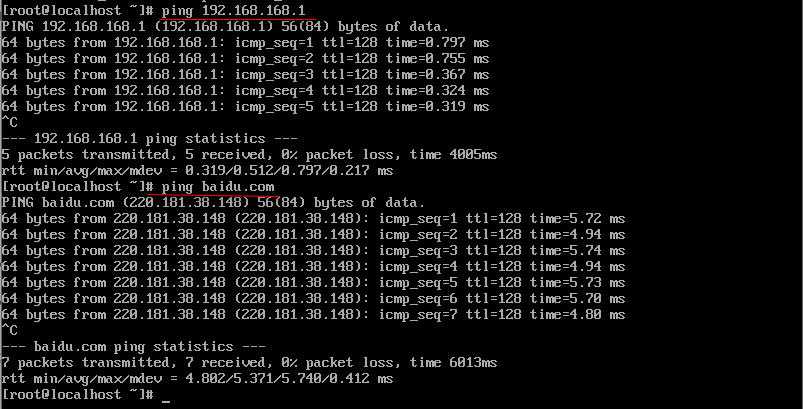 [root@localhost ~]# ping 192.168.168.1
PING 192.168.168.1 (192.168.168.1) 56(84) bytes of data.
64 bytes from 192.168.168.1: icmp_seq=1 ttl=128 time=0.797 ms
64 bytes from 192.168.168.1: icmp_seq=2 ttl=128 time=0.755 ms
64 bytes from 192.168.168.1: icmp_seq=3 ttl=128 time=0.367 ms
64 bytes from 192.168.168.1: icmp_seq=4 ttl=128 time=0.324 ms
64 bytes from 192.168.168.1: icmp_seq=5 ttl=128 time=0.319 ms
^C
--- 192.168.168.1 ping statistics ---
5 packets transmitted, 5 received, 0% packet loss, time 4005ms
rtt min/avg/max/mdev = 0.319/0.512/0.797/0.217 ms
[root@localhost ~]# ping baidu.com
PING baidu.com (220.181.38.148) 56(84) bytes of data.
64 bytes from 220.181.38.148 (220.181.38.148): icmp_seq=1 ttl=128 time=5.72 ms
64 bytes from 220.181.38.148 (220.181.38.148): icmp_seq=2 ttl=128 time=4.94 ms
64 bytes from 220.181.38.148 (220.181.38.148): icmp_seq=3 ttl=128 time=5.74 ms
64 bytes from 220.181.38.148 (220.181.38.148): icmp_seq=4 ttl=128 time=4.94 ms
64 bytes from 220.181.38.148 (220.181.38.148): icmp_seq=5 ttl=128 time=5.73 ms
64 bytes from 220.181.38.148 (220.181.38.148): icmp_seq=6 ttl=128 time=5.70 ms
64 bytes from 220.181.38.148 (220.181.38.148): icmp_seq=7 ttl=128 time=4.80 ms
^C
--- baidu.com ping statistics ---
7 packets transmitted, 7 received, 0% packet loss, time 6013ms
rtt min/avg/max/mdev = 4.802/5.371/5.740/0.412 ms
[root@localhost ~]# _